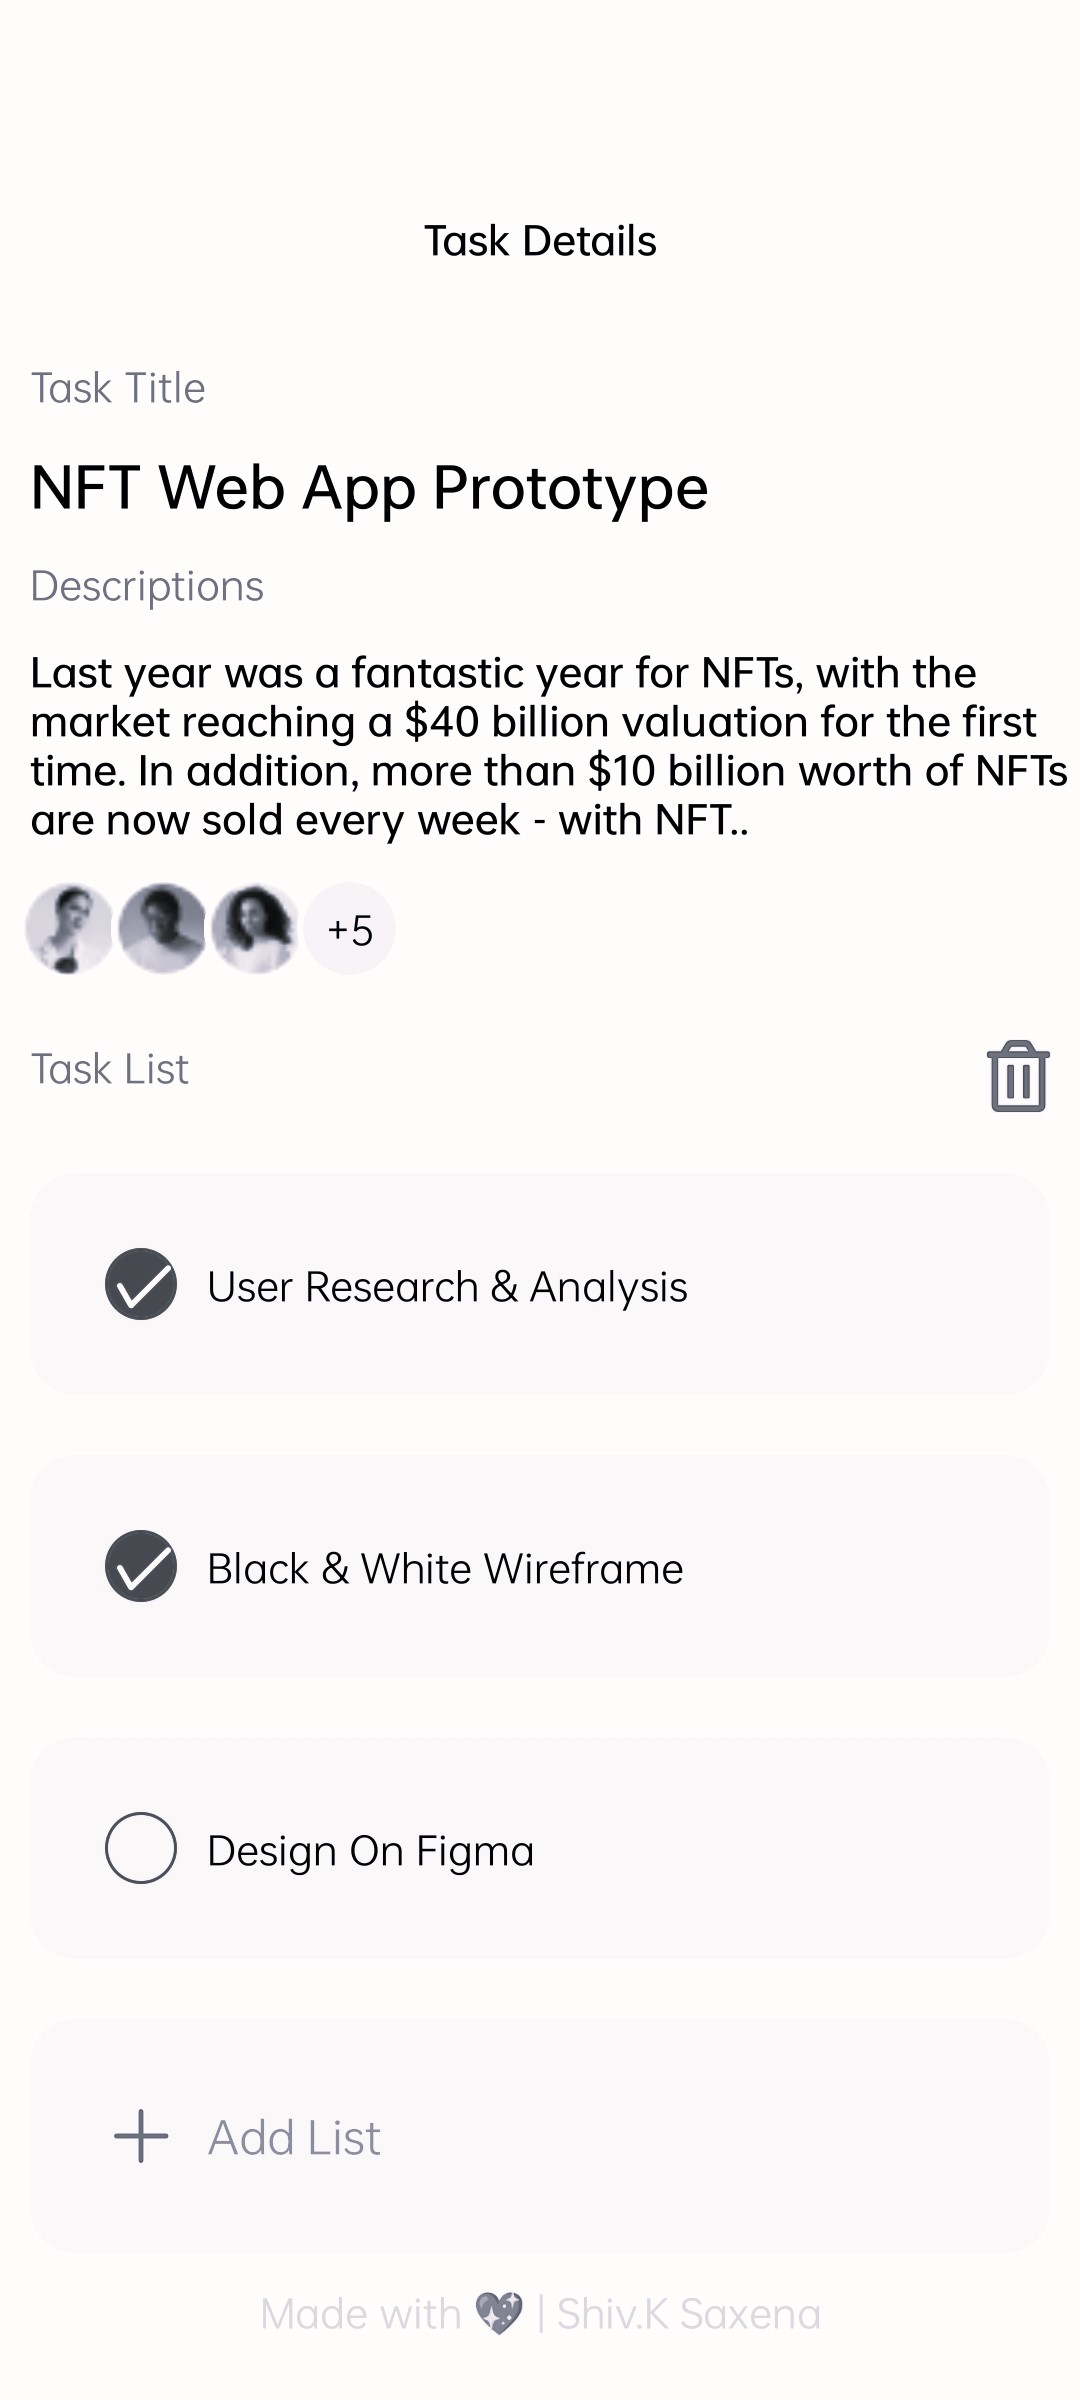 Task Details
Task Title
NFT Web App Prototype
Descriptions
Last year was a fantastic year for NFTs, with the
market reaching a $40 billion valuation for the first
time. In addition, more than $10 billion worth of NFTs
are now sold every week - with NFT..
+5
Task List
User Research & Analysis
Black & White Wireframe
Design On Figma
Add List
Made with 💖 | Shiv.K Saxena